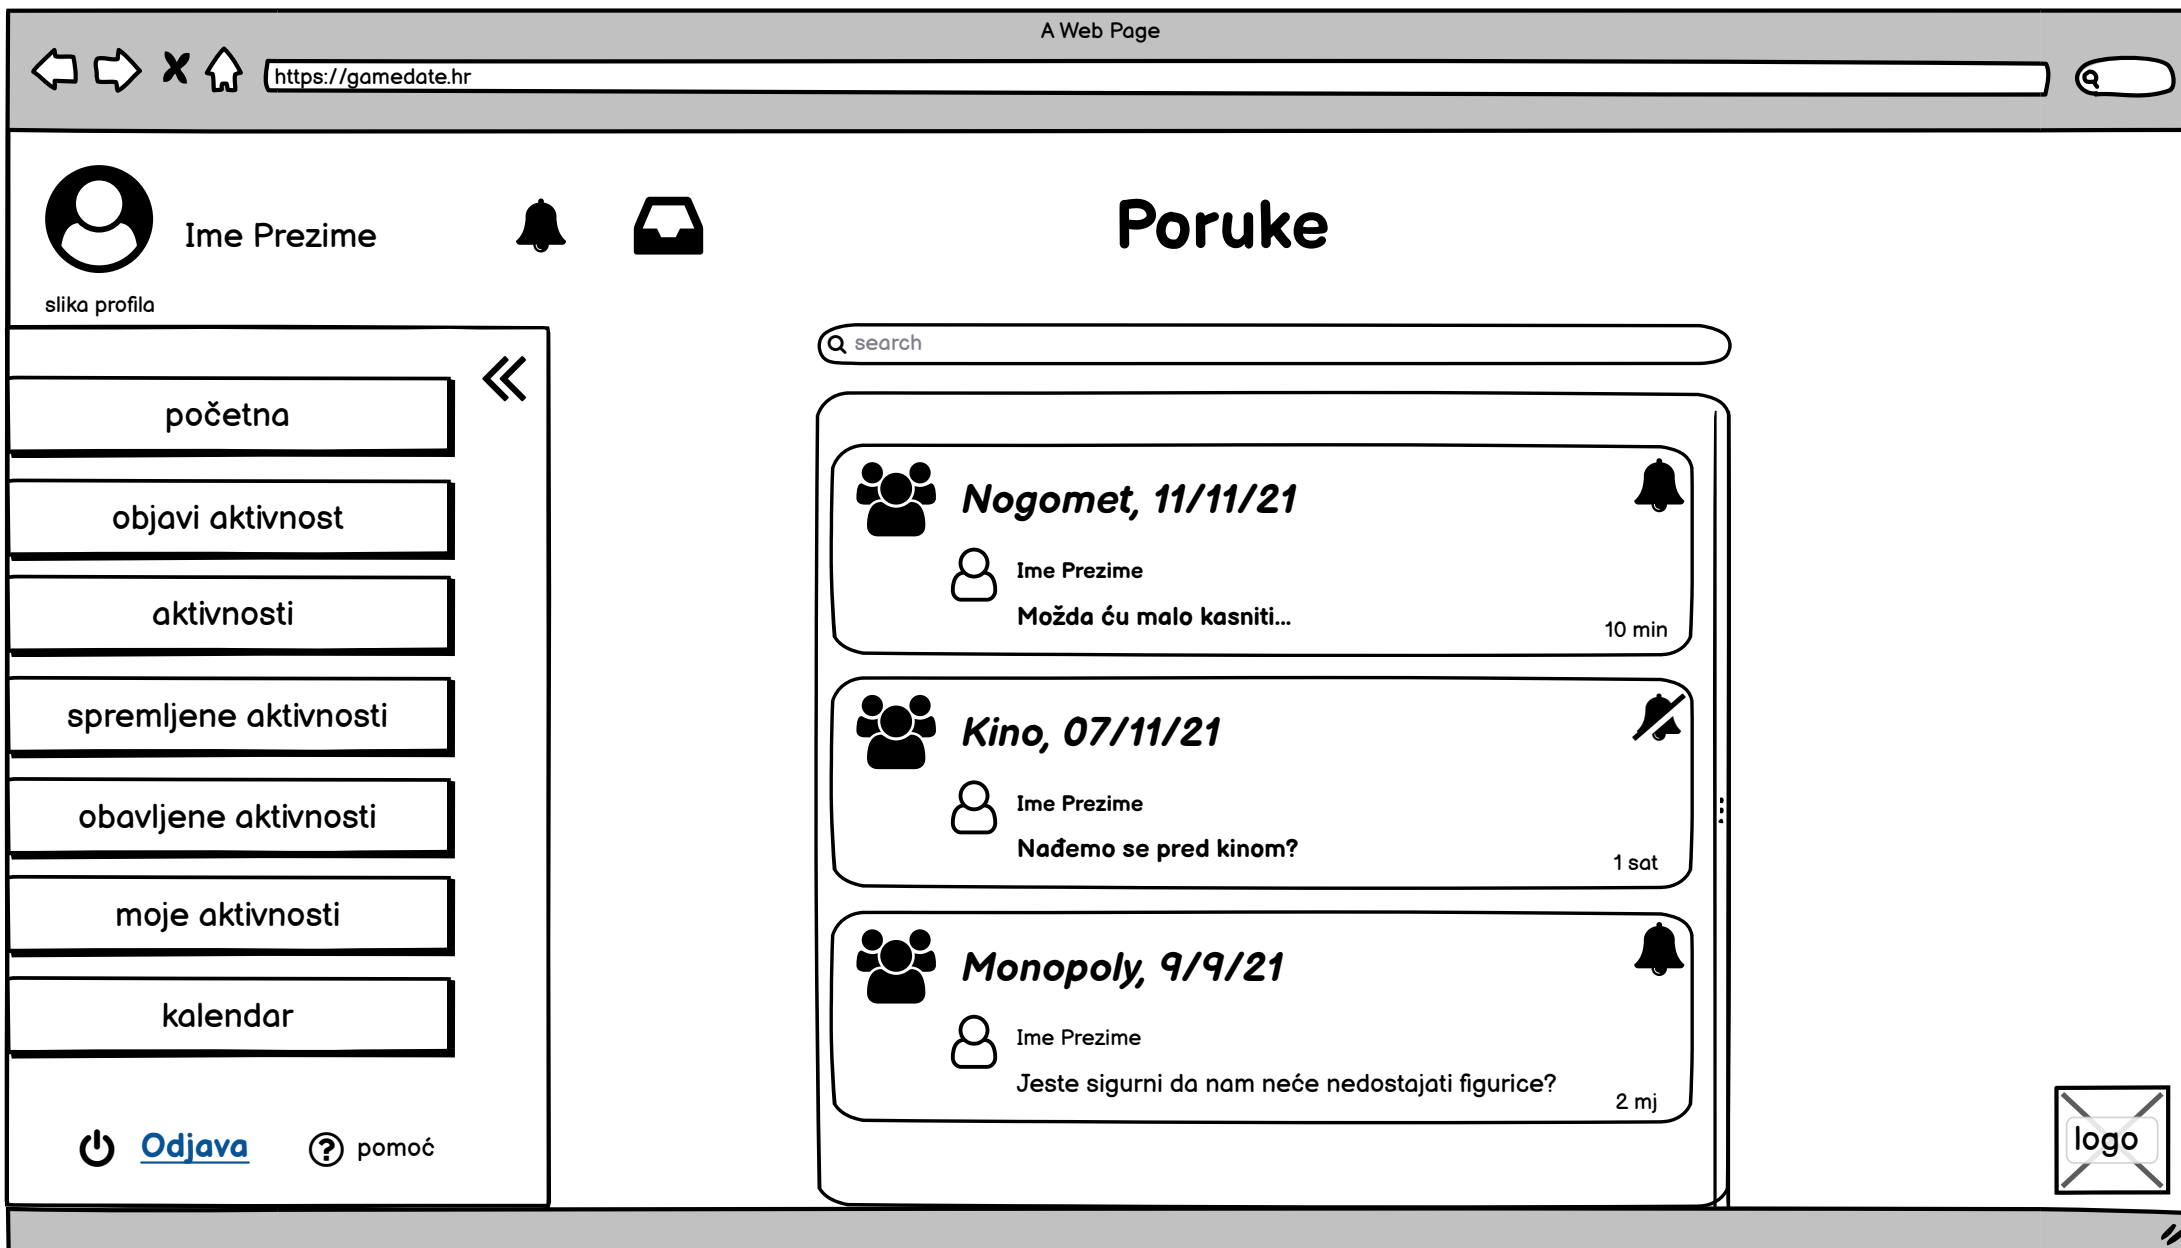 A Web Page
https://gamedate.hr
Ime Prezime
Poruke
slika profila
search
početna
objavi aktivnost
aktivnosti
spremljene aktivnosti
obavljene aktivnosti
moje aktivnosti
kalendar
Odjava
pomoć
Nogomet, 11/11/21
Ime Prezime
Možda ću malo kasniti...
10 min
Kino, 07/11/21
Ime Prezime
Nađemo se pred kinom?
1 sat
Monopoly, 9/9/21
Ime Prezime
Jeste sigurni da nam neće nedostajati figurice?
2 mj
logo